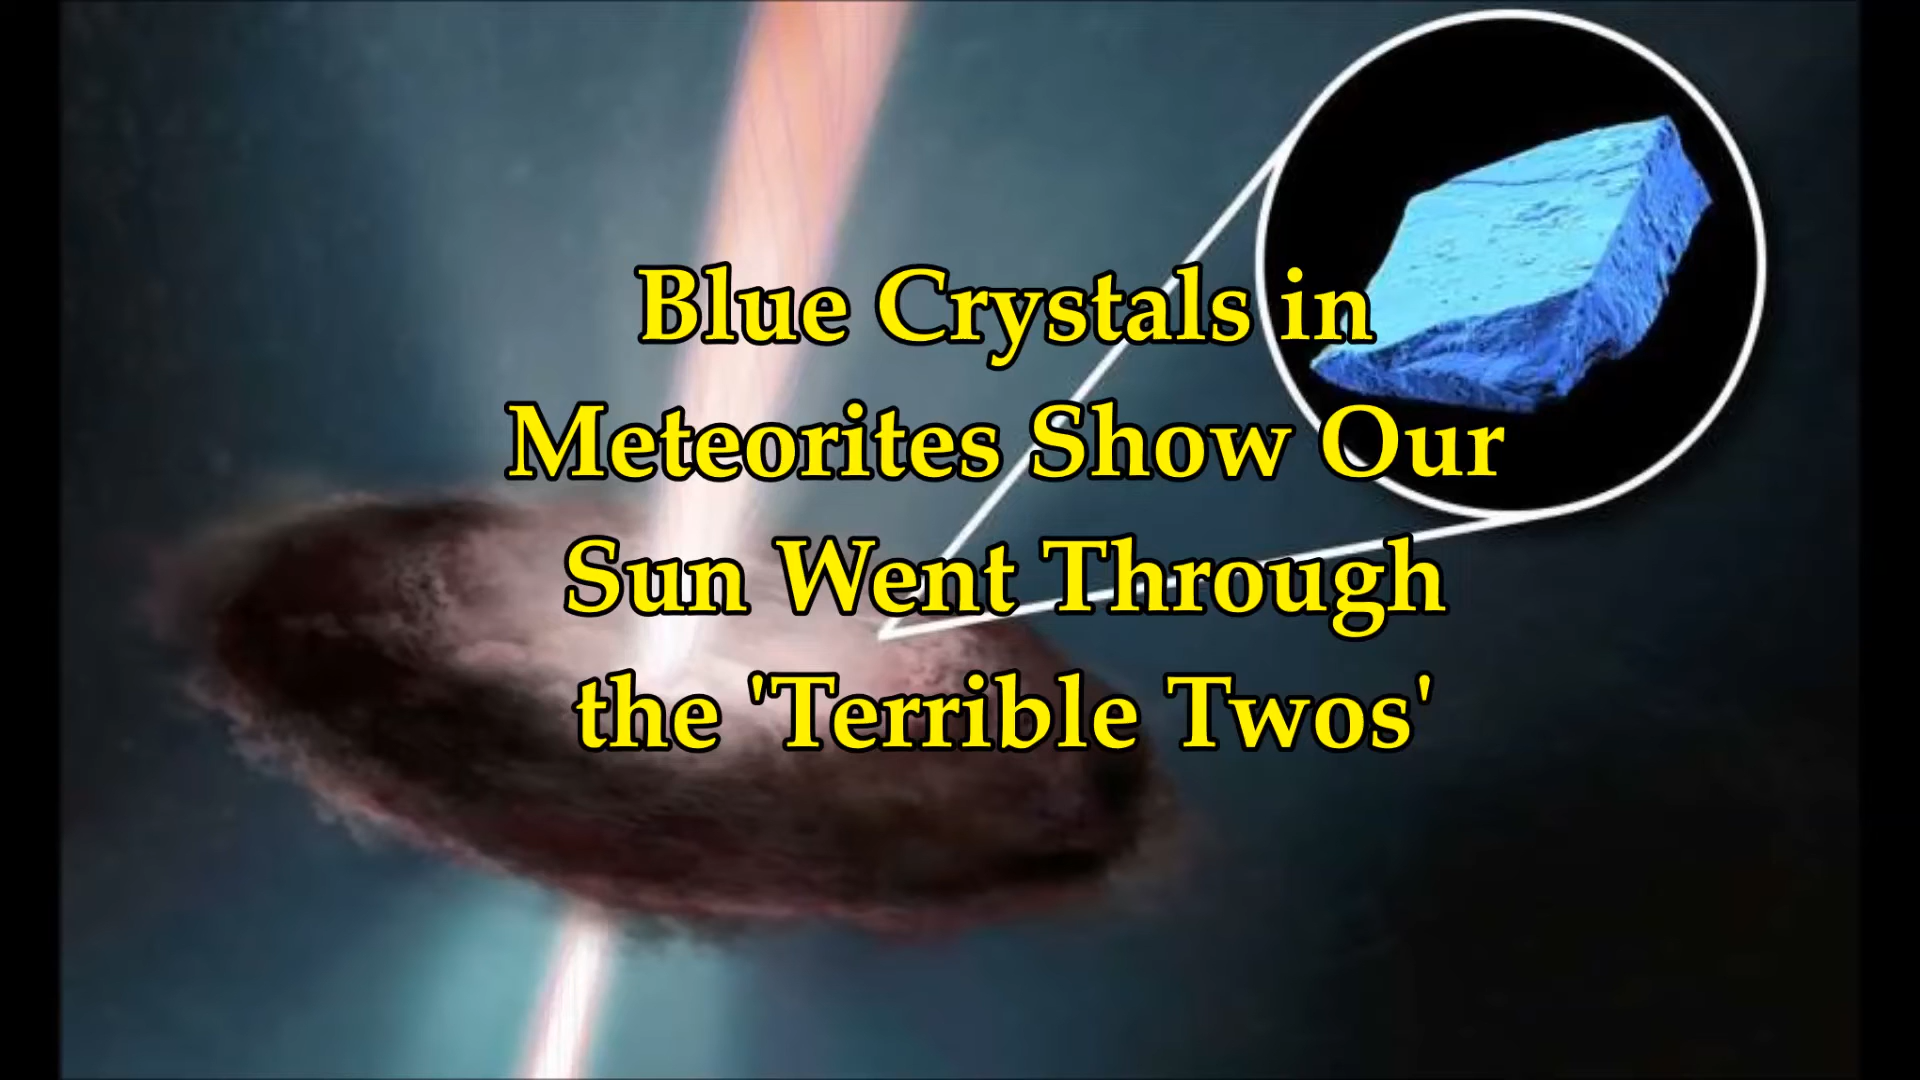 Blue Crystals in
Meteorites Show Our
Sun Went Through
the 'Terrible Twos'